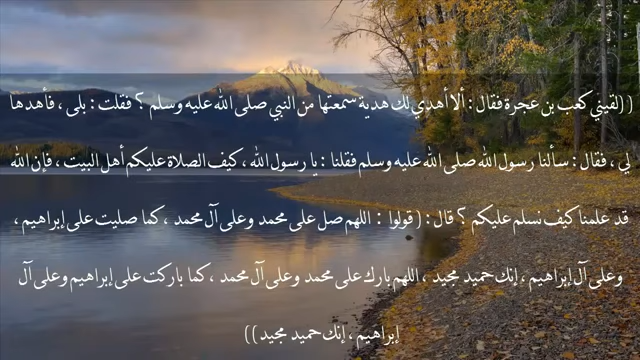 ((لقيني كعب بن عجرة فقال : ألا أهدي لك هدية سمعتها من النبي صلى الله عليه وسلم ؟ فقلت : بلى ، فأهدها
لي ، فقال : سألنا رسول الله صلى الله عليه وسلم فقلنا : يا رسول الله ، كيف الصلاة عليكم أهل البيت ، فإن الله
قد علمنا كيف نسلم عليكم ؟ قال : ( قولوا : اللهم صل على محمد وعلى آل محمد ، كما صليت على إبراهيم ،
وعلى آل إبراهيم ، إنك حميد مجيد ، اللهم بارك على محمد وعلى آل محمد ، كما باركت على إبراهيم وعلى آل
إبراهيم ، إنك حميد مجيد ))